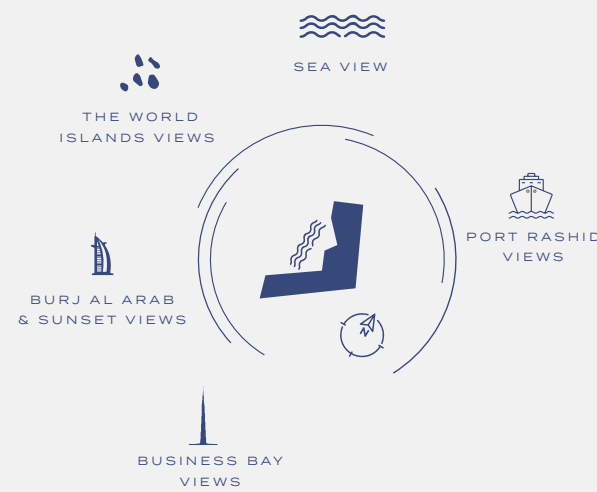 SEA VIEW
THE WORLD
ISLANDS VIEWS
PORT RASHID
VIEWS
BURJ AL ARAB
& SUNSET VIEWS
N
BUSINESS BAY
VIEWS